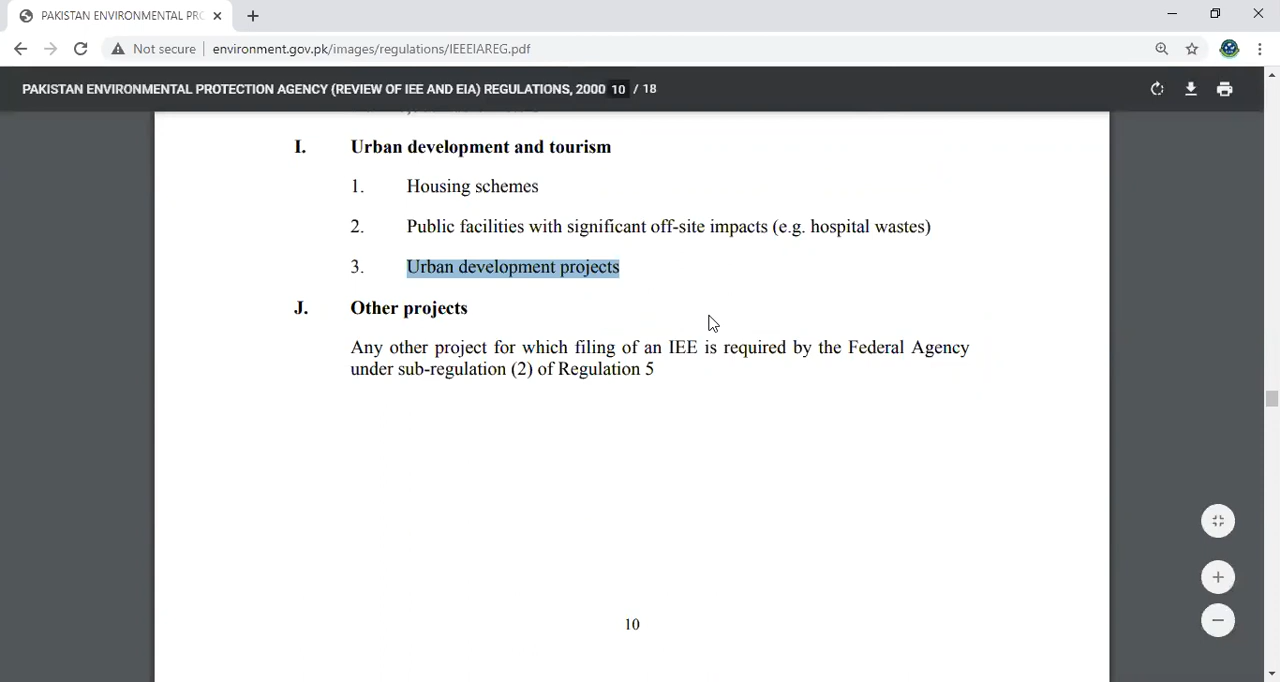 PAKISTAN ENVIRONMENTAL PRO
Not secure environment.gov.pk/images/regulations/IEEEIAREG.pdf
PAKISTAN ENVIRONMENTAL PROTECTION AGENCY (REVIEW OF IEE AND EIA) REGULATIONS, 2000 10 / 18
I. Urban development and tourism
1. Housing schemes
2. Public facilities with significant off-site impacts (e.g. hospital wastes)
3. Urban development projects
J. Other projects
Any other project for which filing of an IEE is required by the Federal Agency
under sub-regulation (2) of Regulation 5
10